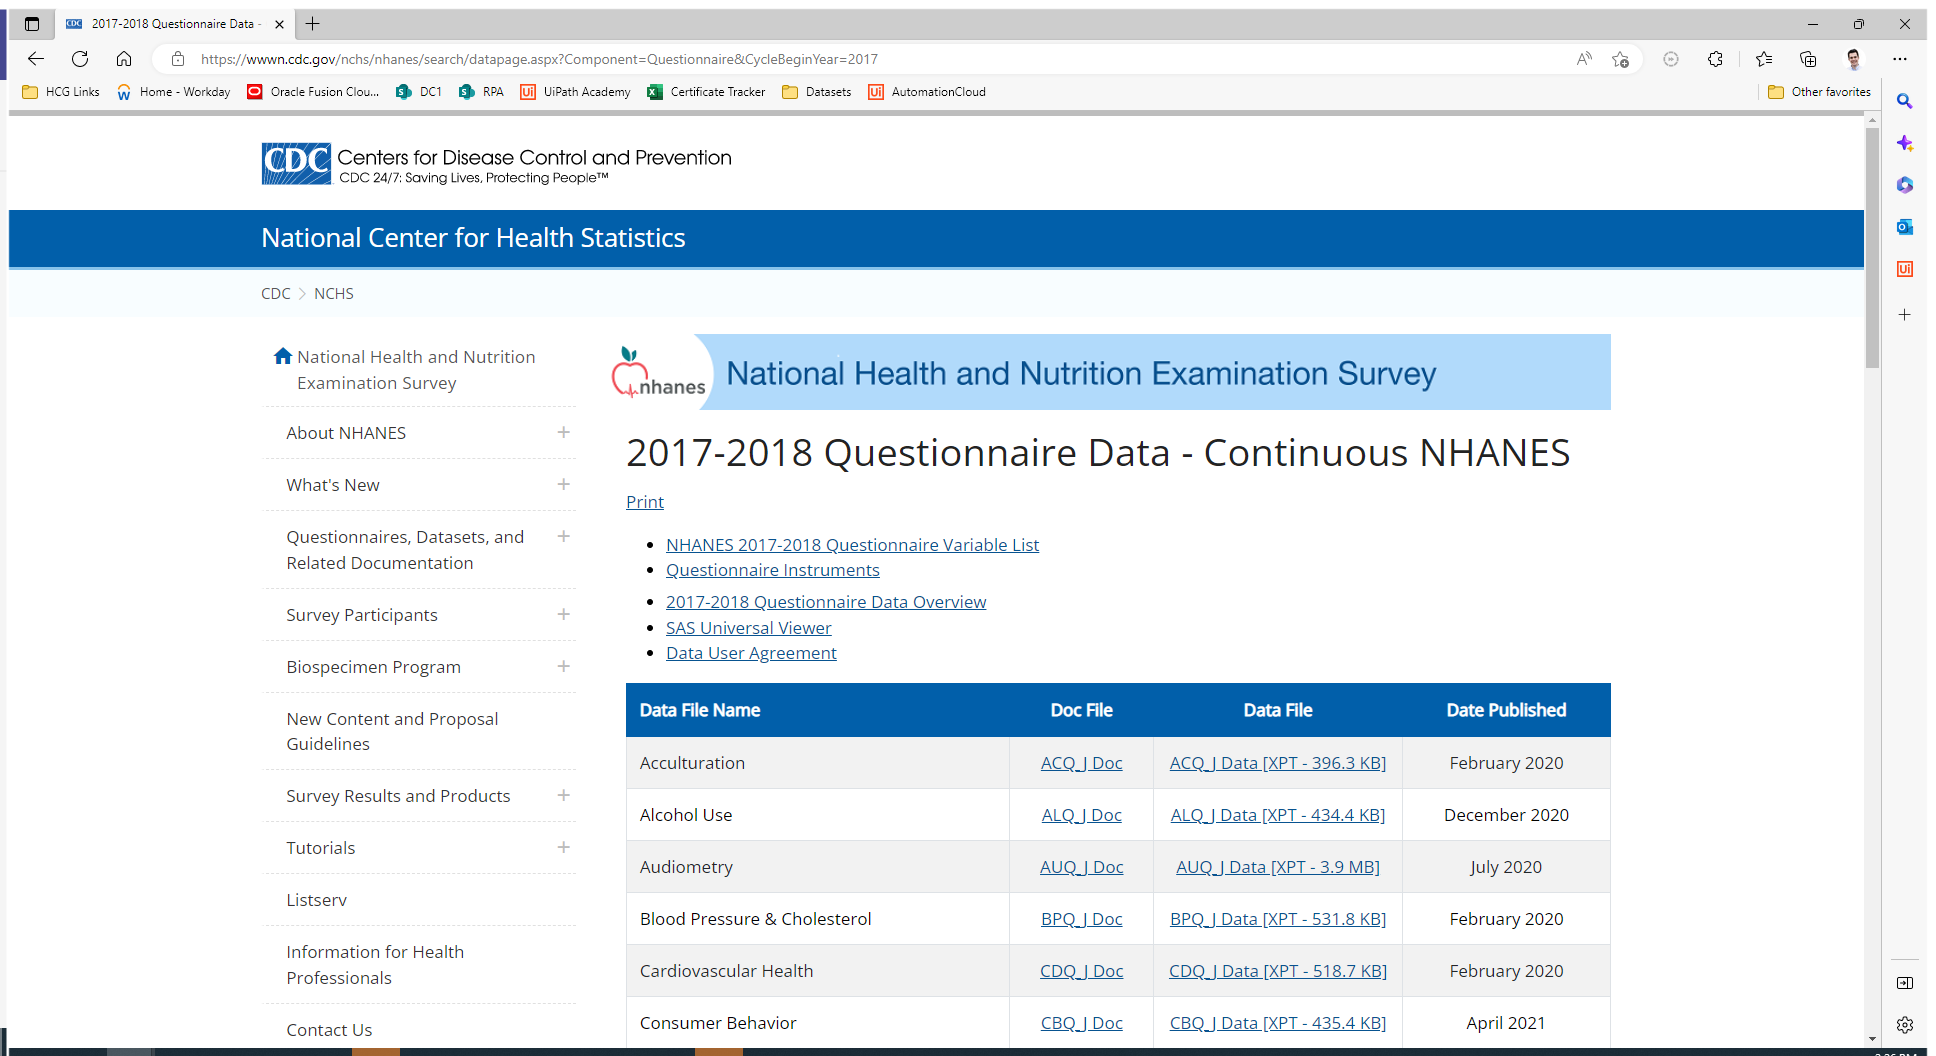 2017-2018 Questionnaire Data -
https://wwwn.cdc.gov/nchs/nhanes/search/datapage.aspx?Component=Questionnaire&CycleBeginYear=2017
HCG Links Home - Workday Oracle Fusion Clou... DC1 RPA UiPath Academy Certificate Tracker Datasets AutomationCloud Other favorites
CDC Centers for Disease Control and Prevention
CDC 24/7: Saving Lives, Protecting People™
National Center for Health Statistics
CDC > NCHS
National Health and Nutrition
Examination Survey
About NHANES
What's New
Questionnaires, Datasets, and
Related Documentation
Survey Participants
Biospecimen Program
New Content and Proposal
Guidelines
Survey Results and Products
Tutorials
Listserv
Information for Health
Professionals
Contact Us
nhanes National Health and Nutrition Examination Survey
2017-2018 Questionnaire Data - Continuous NHANES
Print
NHANES 2017-2018 Questionnaire Variable List
Questionnaire Instruments
2017-2018 Questionnaire Data Overview
SAS Universal Viewer
Data User Agreement
Data File Name Doc File Data File Date Published
Acculturation ACQ_J Doc ACQ_J Data [XPT - 396.3 KB] February 2020
Alcohol Use ALQ_J Doc ALQ_J Data [XPT - 434.4 KB] December 2020
Audiometry AUQ_J Doc AUQ_J Data [XPT - 3.9 MB] July 2020
Blood Pressure & Cholesterol BPQ_J Doc BPQ_J Data [XPT - 531.8 KB] February 2020
Cardiovascular Health CDQ_J Doc CDQ_J Data [XPT - 518.7 KB] February 2020
Consumer Behavior CBQ_J Doc CBQ_J Data [XPT - 435.4 KB] April 2021